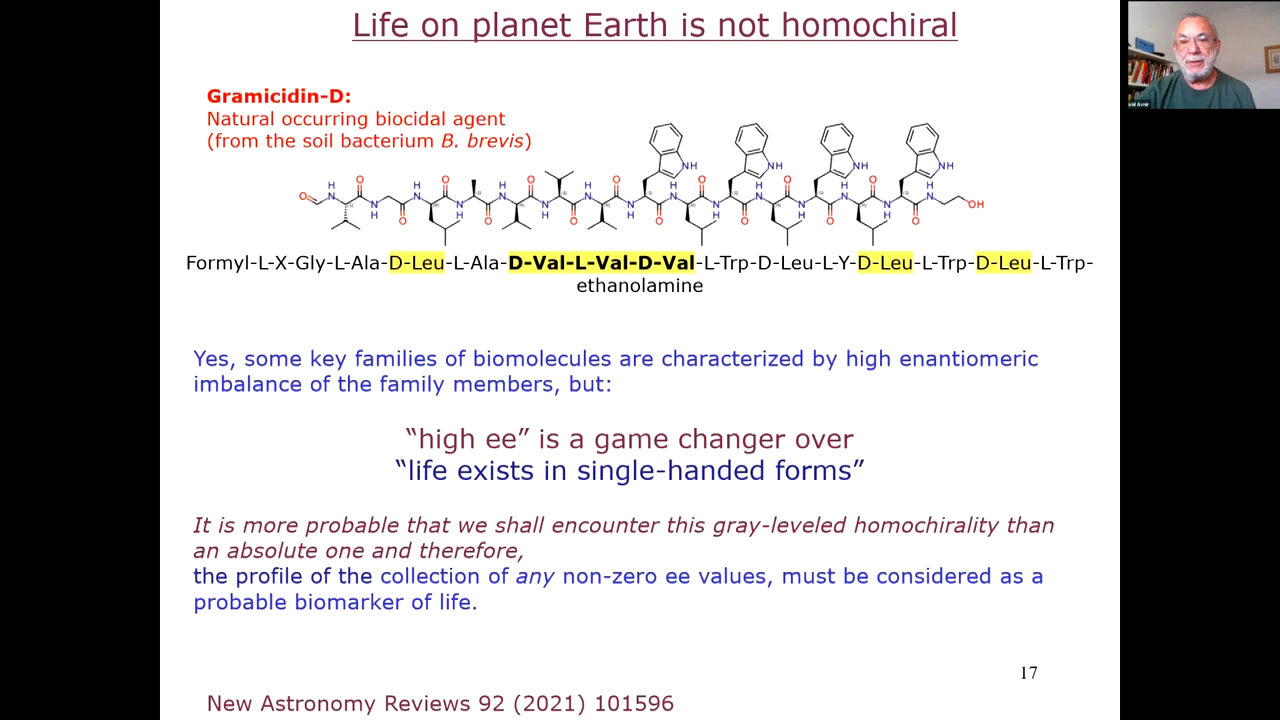 Life on planet Earth is not homochiral
Gramicidin-D:
Natural occurring biocidal agent
(from the soil bacterium B. brevis)
Formyl-L-X-Gly-L-Ala-D-Leu-L-Ala-D-Val-L-Val-D-Val-L-Trp-D-Leu-L-Y-D-Leu-L-Trp-D-Leu-L-Trp-
ethanolamine
Yes, some key families of biomolecules are characterized by high enantiomeric
imbalance of the family members, but:
“high ee” is a game changer over
“life exists in single-handed forms”
It is more probable that we shall encounter this gray-leveled homochirality than
an absolute one and therefore,
the profile of the collection of any non-zero ee values, must be considered as a
probable biomarker of life.
17
New Astronomy Reviews 92 (2021) 101596